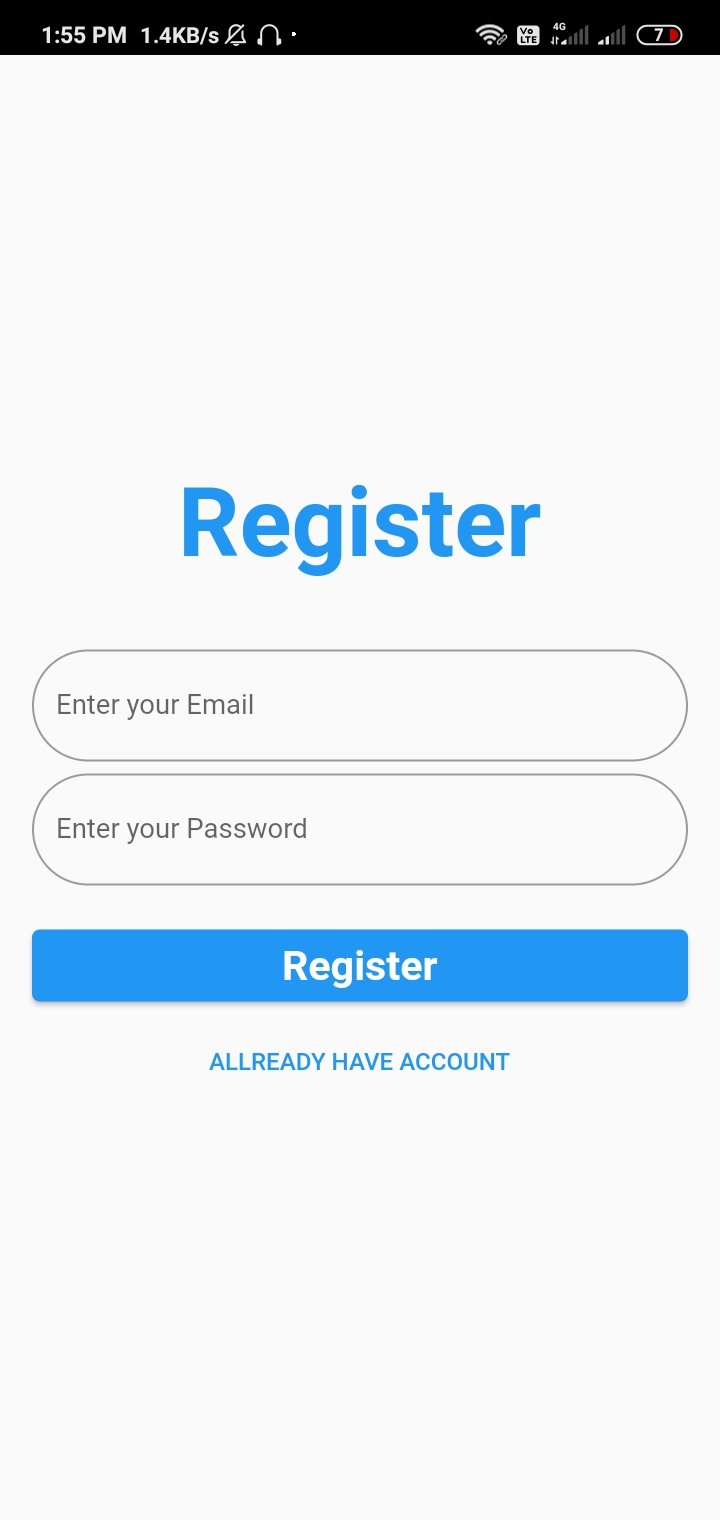 1:55 PM 1.4KB/s Vo LTE 4G 7
Register
Enter your Email
Enter your Password
Register
ALLREADY HAVE ACCOUNT